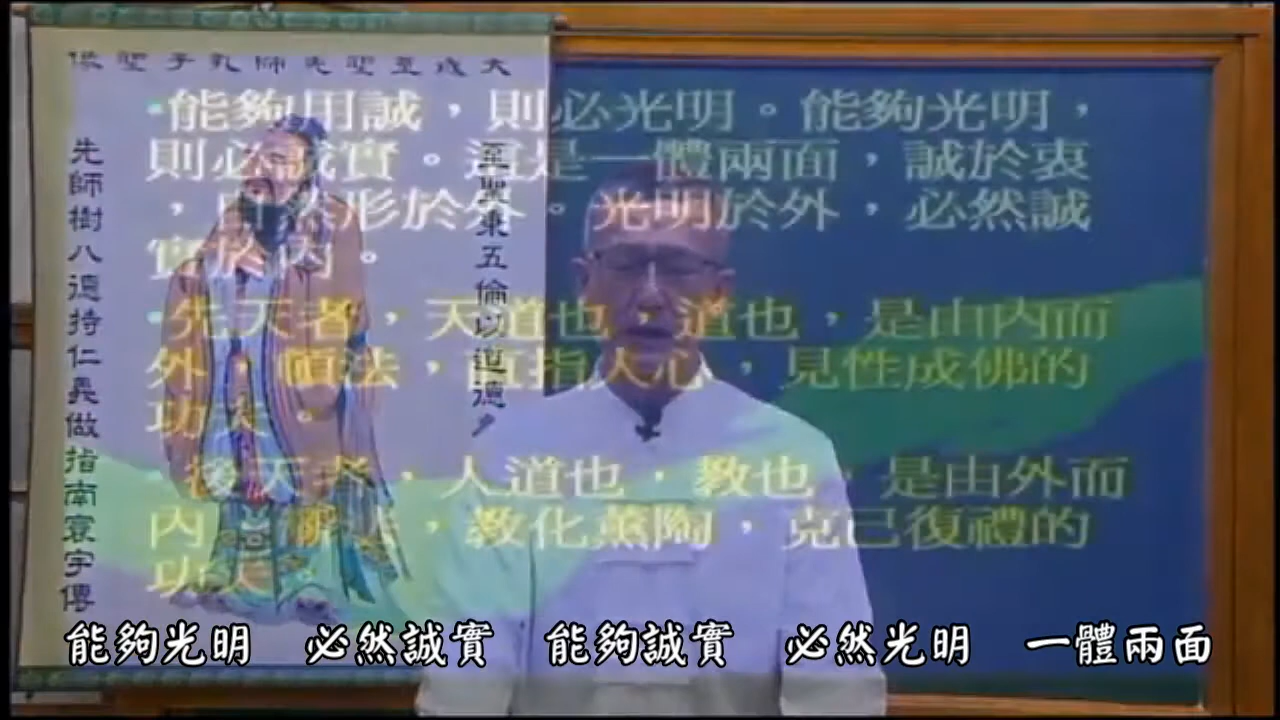 像聖子孔師先聖至成大
先師樹八德持仁義做指南寰宇傳
至聖秉五倫以道德
•能夠用誠，則必光明。能夠光明，
則必誠實。這是一體兩面，誠於衷
，自然形於外。光明於外，必然誠
實於內。
•先天者，天道也，道也，是由內而
外，頓法，直指人心，見性成佛的
功夫。
•後天者，人道也，教也，是由外而
內，漸法，教化薰陶，克己復禮的
功夫。
能夠光明　必然誠實　能夠誠實　必然光明　一體兩面